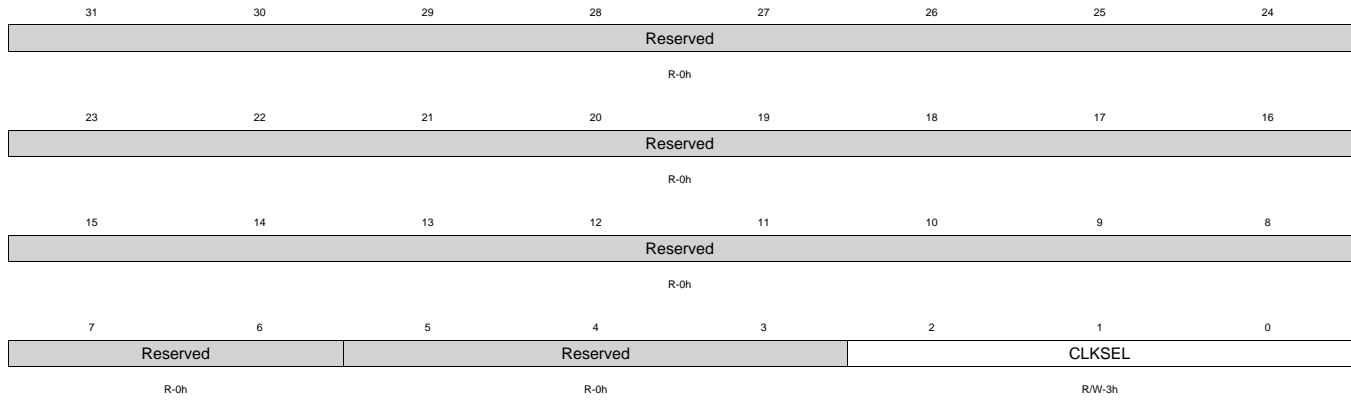 31 30 29 28 27 26 25 24
Reserved
R-0h
23 22 21 20 19 18 17 16
Reserved
R-0h
15 14 13 12 11 10 9 8
Reserved
R-0h
7 6 5 4 3 2 1 0
Reserved Reserved CLKSEL
R-0h R-0h R/W-3h